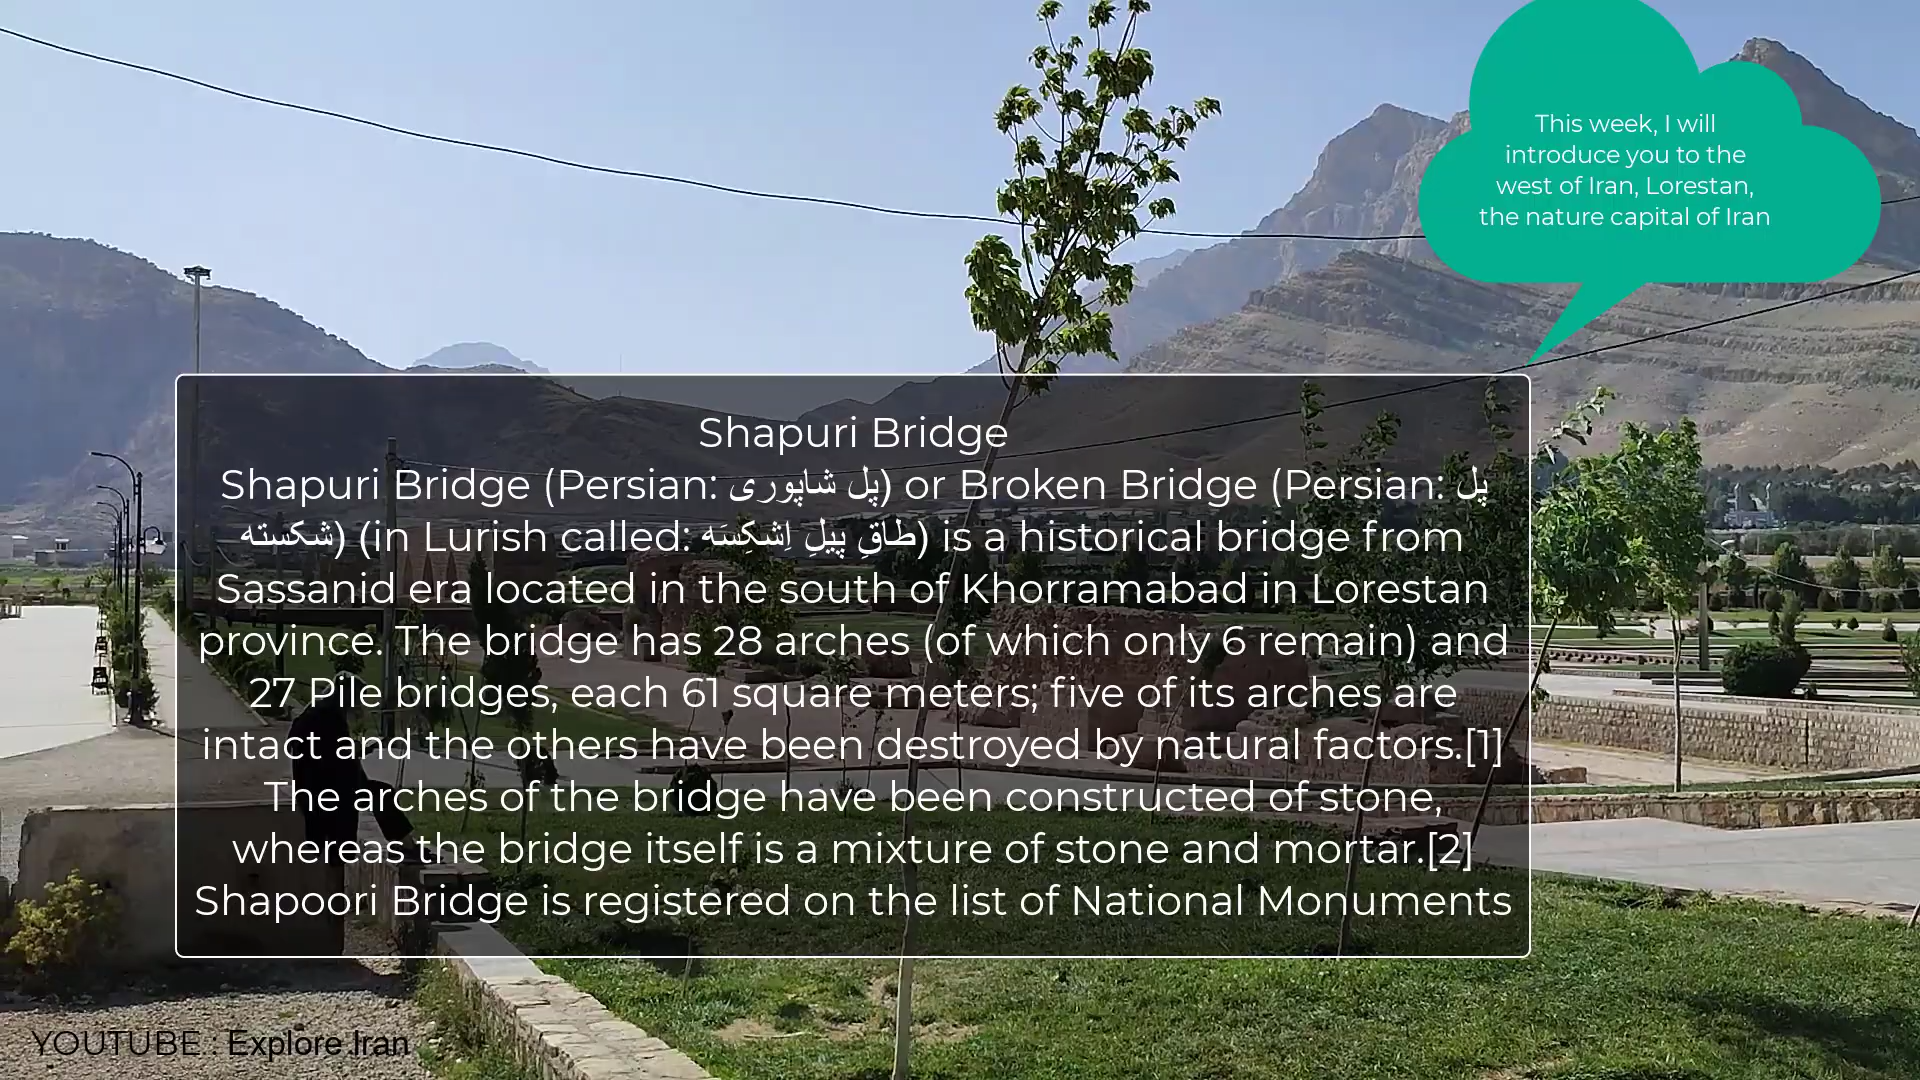 This week, I will
introduce you to the
west of Iran, Lorestan,
the nature capital of Iran
Shapuri Bridge
Shapuri Bridge (Persian: پل شاپوری) or Broken Bridge (Persian: پل
شکسته) (in Lurish called: طاقِ پیلِ اِشکِسَه) is a historical bridge from
Sassanid era located in the south of Khorramabad in Lorestan
province. The bridge has 28 arches (of which only 6 remain) and
27 Pile bridges, each 61 square meters; five of its arches are
intact and the others have been destroyed by natural factors.[1]
The arches of the bridge have been constructed of stone,
whereas the bridge itself is a mixture of stone and mortar.[2]
Shapoori Bridge is registered on the list of National Monuments
YOUTUBE : Explore.Iran